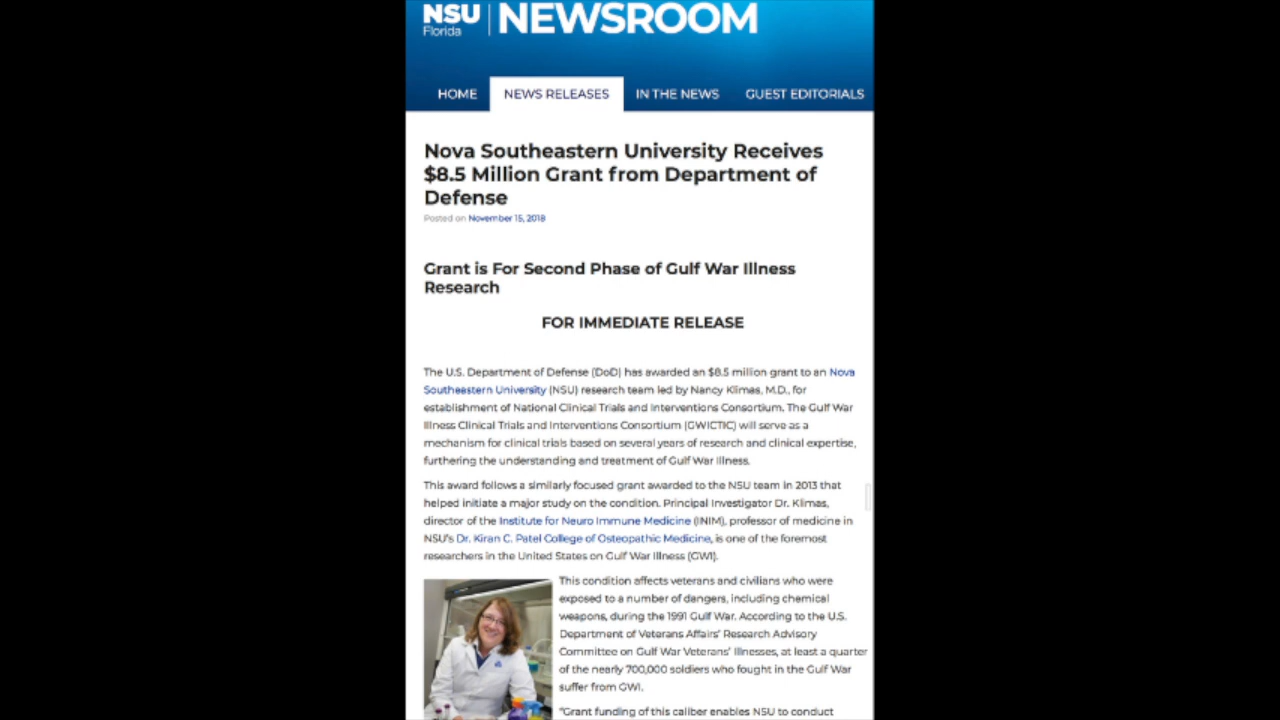 NSU
Florida
NEWSROOM
HOME NEWS RELEASES IN THE NEWS GUEST EDITORIALS
Nova Southeastern University Receives
$8.5 Million Grant from Department of
Defense
Posted on November 15, 2018
Grant is For Second Phase of Gulf War Illness
Research
FOR IMMEDIATE RELEASE
The U.S. Department of Defense (DoD) has awarded an $8.5 million grant to an Nova
Southeastern University (NSU) research team led by Nancy Klimas, M.D., for
establishment of National Clinical Trials and Interventions Consortium. The Gulf War
Illness Clinical Trials and Interventions Consortium (GWICTIC) will serve as a
mechanism for clinical trials based on several years of research and clinical expertise,
furthering the understanding and treatment of Gulf War Illness.
This award follows a similarly focused grant awarded to the NSU team in 2013 that
helped initiate a major study on the condition. Principal Investigator Dr. Klimas,
director of the Institute for Neuro Immune Medicine (INIM), professor of medicine in
NSU's Dr. Kiran C. Patel College of Osteopathic Medicine, is one of the foremost
researchers in the United States on Gulf War Illness (GWI).
This condition affects veterans and civilians who were
exposed to a number of dangers, including chemical
weapons, during the 1991 Gulf War. According to the U.S.
Department of Veterans Affairs' Research Advisory
Committee on Gulf War Veterans' Illnesses, at least a quarter
of the nearly 700,000 soldiers who fought in the Gulf War
suffer from GWI.
"Grant funding of this caliber enables NSU to conduct